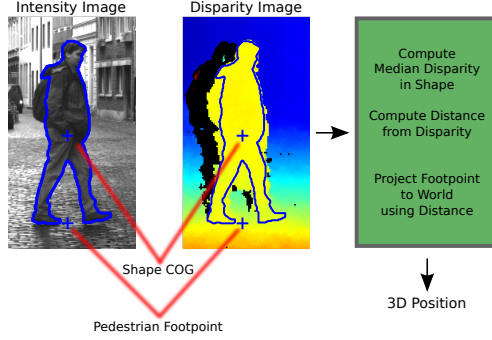 Intensity Image
Disparity Image
Compute
Median Disparity
in Shape
Compute Distance
from Disparity
Project Footpoint
to World
using Distance
Shape COG
Pedestrian Footpoint
3D Position